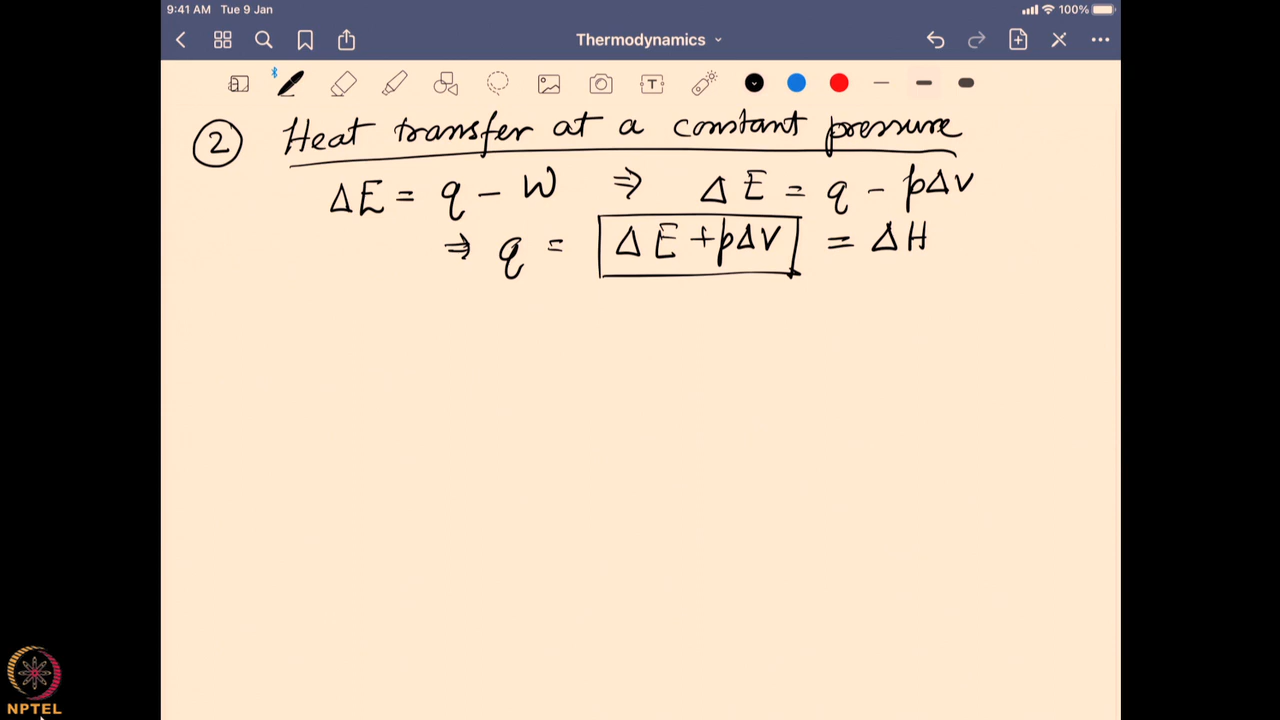 9:41 AM Tue 9 Jan 100%
Thermodynamics
T
② Heat transfer at a constant pressure
ΔE = q - W ⇒ ΔE = q - pΔV
⇒ q = ΔE + pΔV = ΔH
NPTEL